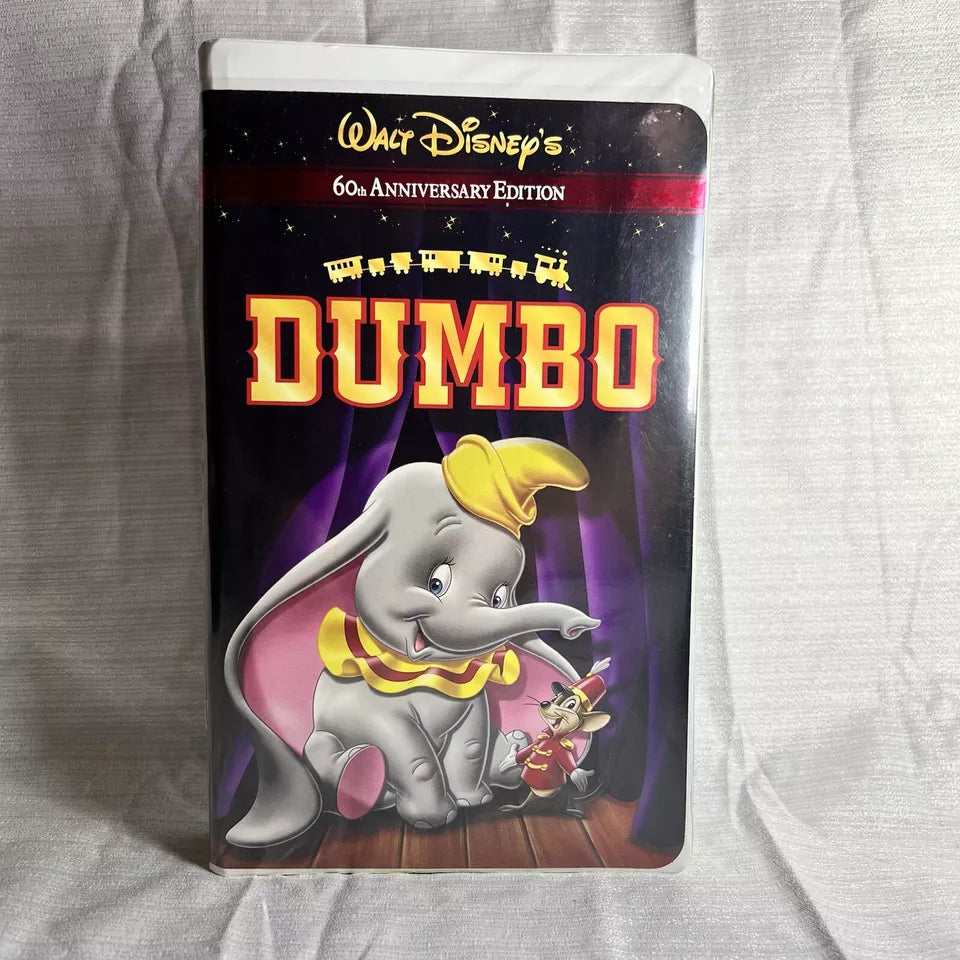 WALT DISNEY'S
60th ANNIVERSARY EDITION
DUMBO